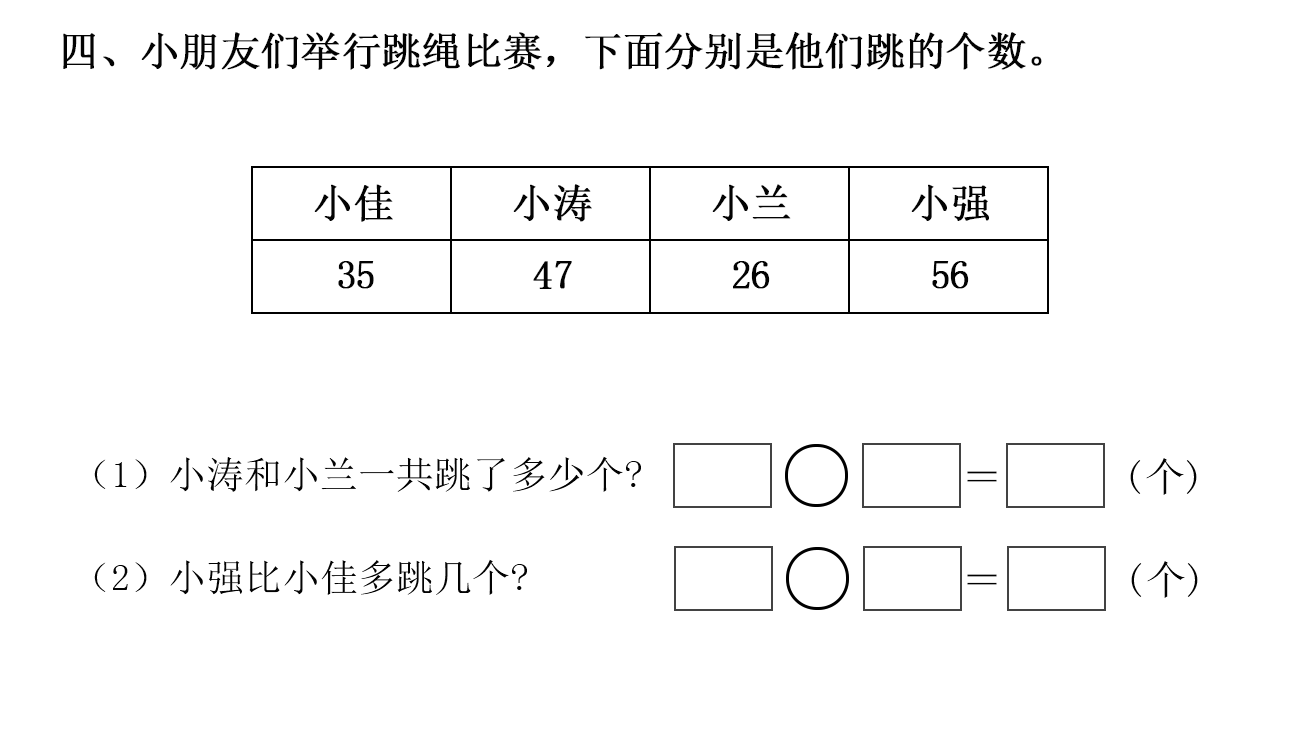 四、小朋友们举行跳绳比赛，下面分别是他们跳的个数。
小佳 小涛 小兰 小强
35 47 26 56
（1）小涛和小兰一共跳了多少个？ ＝ （个）
（2）小强比小佳多跳几个？ ＝ （个）